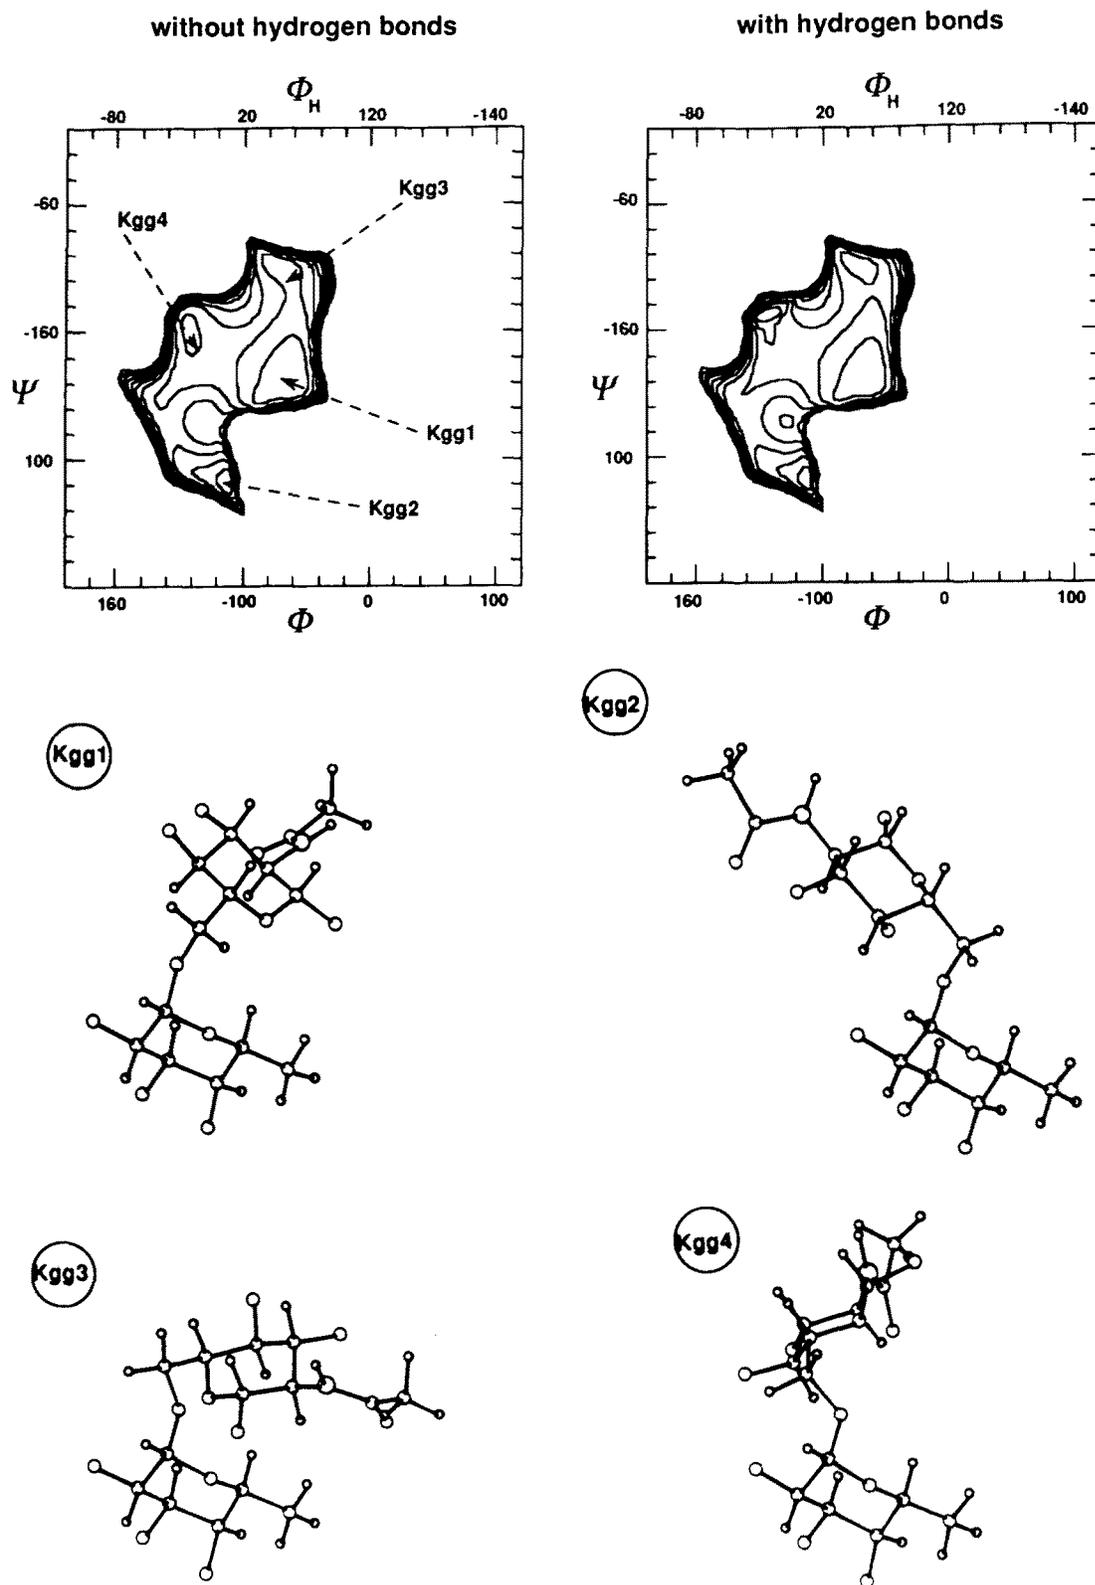 without hydrogen bonds
with hydrogen bonds
Φ_H
-80 20 120 -140
Φ_H
-80 20 120 -140
-60
-160
100
Ψ
Kgg4
Kgg3
Kgg1
Kgg2
160 -100 0 100
Φ
-60
-160
100
Ψ
160 -100 0 100
Φ
Kgg1
Kgg2
Kgg3
Kgg4